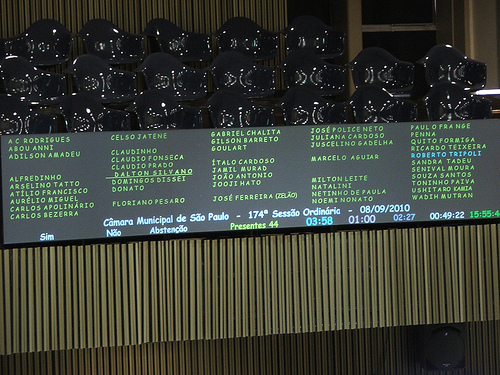 A C RODRIGUES
ABOU ANNI
ADILSON AMADEU
ALFREDINHO
ARSELINO TATTO
ATÍLIO FRANCISCO
AURÉLIO MIGUEL
CARLOS APOLINÁRIO
CARLOS BEZERRA
CELSO JATENE
CLAUDINHO
CLAUDIO FONSECA
CLAUDIO PRADO
DALTON SILVANO
DOMINGOS DISSEI
DONATO
FLORIANO PESARO
GABRIEL CHALITA
GILSON BARRETO
GOULART
ÍTALO CARDOSO
JAMIL MURAD
JOÃO ANTONIO
JOOJI HATO
JOSÉ FERREIRA (ZELÃO)
JOSÉ POLICE NETO
JULIANA CARDOSO
JUSCELINO GADELHA
MARCELO AGUIAR
MILTON LEITE
NATALINI
NETINHO DE PAULA
NOEMI NONATO
PAULO FRANGE
PENNA
QUITO FORMIGA
RICARDO TEIXEIRA
ROBERTO TRIPOLI
SANDRA TADEU
SENIVAL MOURA
SOUZA SANTOS
TONINHO PAIVA
USHITARO KAMIA
WADIH MUTRAN
Câmara Municipal de São Paulo - 174ª Sessão Ordinária - 08/09/2010
Sim Não Abstenção Presentes 44 03:58 01:00 02:27 00:49:22 15:55:4